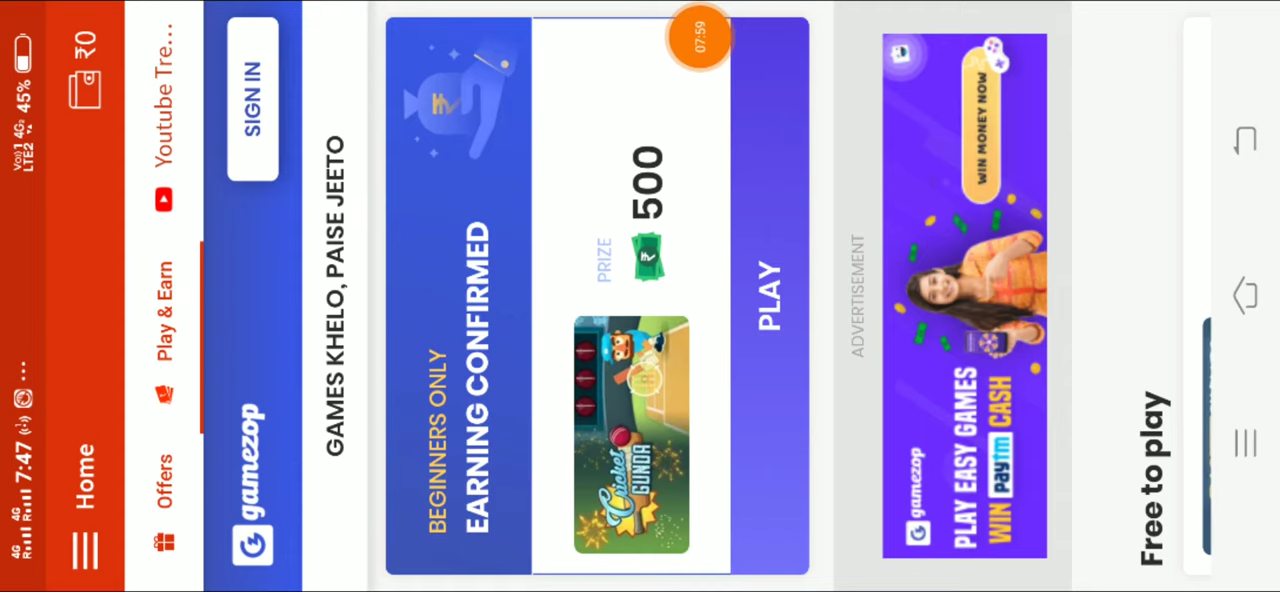 7:47
4G 4G
Vo)) 1 4G2
LTE2
45%
Home
₹0
Offers
Play & Earn
Youtube Tre...
gamezop
SIGN IN
GAMES KHELO, PAISE JEETO
BEGINNERS ONLY
EARNING CONFIRMED
₹
07:59
Cricket
GUNDA
PRIZE
500
PLAY
ADVERTISEMENT
gamezop
PLAY EASY GAMES
WIN paytm CASH
WIN MONEY NOW
Free to play